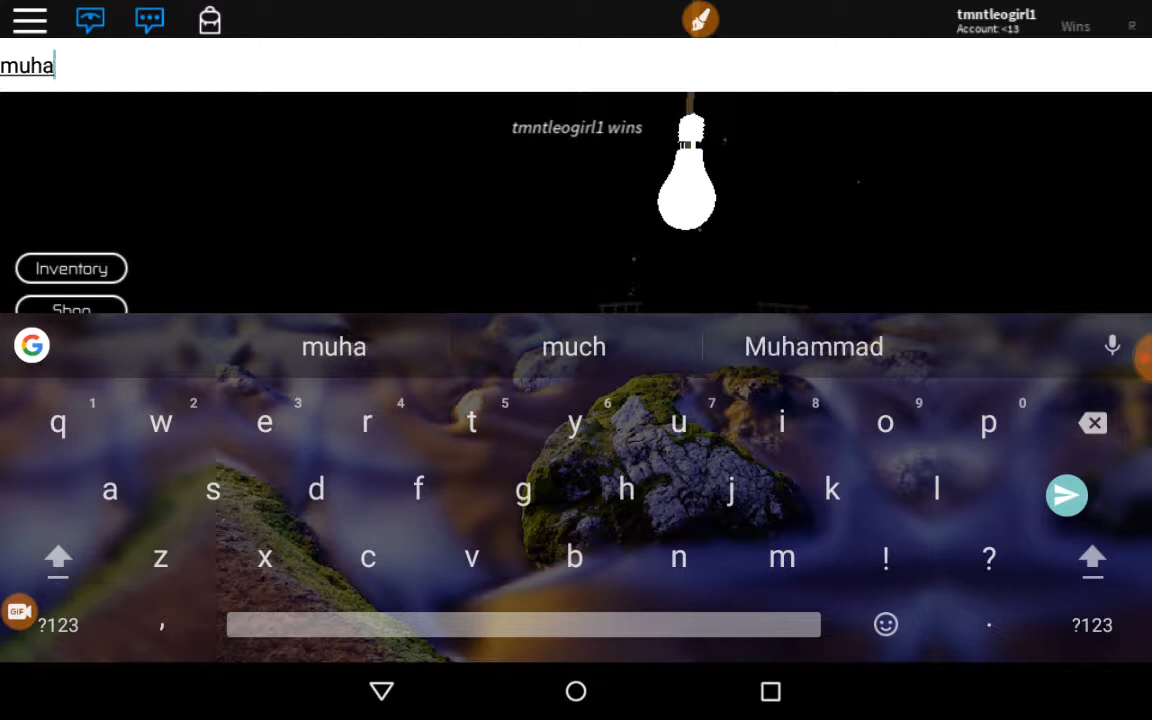 tmntleogirl1
Account: <13
Wins
R
muha
tmntleogirl1 wins
Inventory
Shop
G
muha much Muhammad
1 2 3 4 5 6 7 8 9 0
q w e r t y u i o p
a s d f g h j k l
z x c v b n m ! ?
GIF
?123 , . ?123